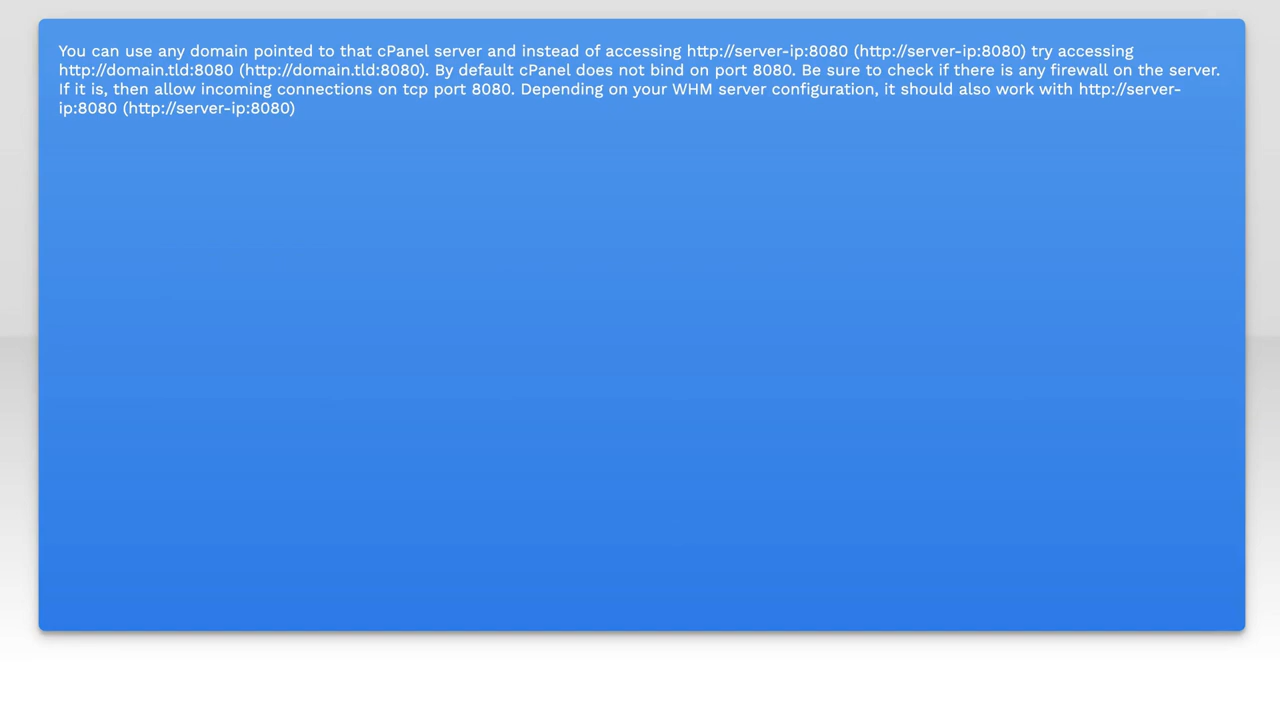 You can use any domain pointed to that cPanel server and instead of accessing http://server-ip:8080 (http://server-ip:8080) try accessing
http://domain.tld:8080 (http://domain.tld:8080). By default cPanel does not bind on port 8080. Be sure to check if there is any firewall on the server.
If it is, then allow incoming connections on tcp port 8080. Depending on your WHM server configuration, it should also work with http://server-
ip:8080 (http://server-ip:8080)